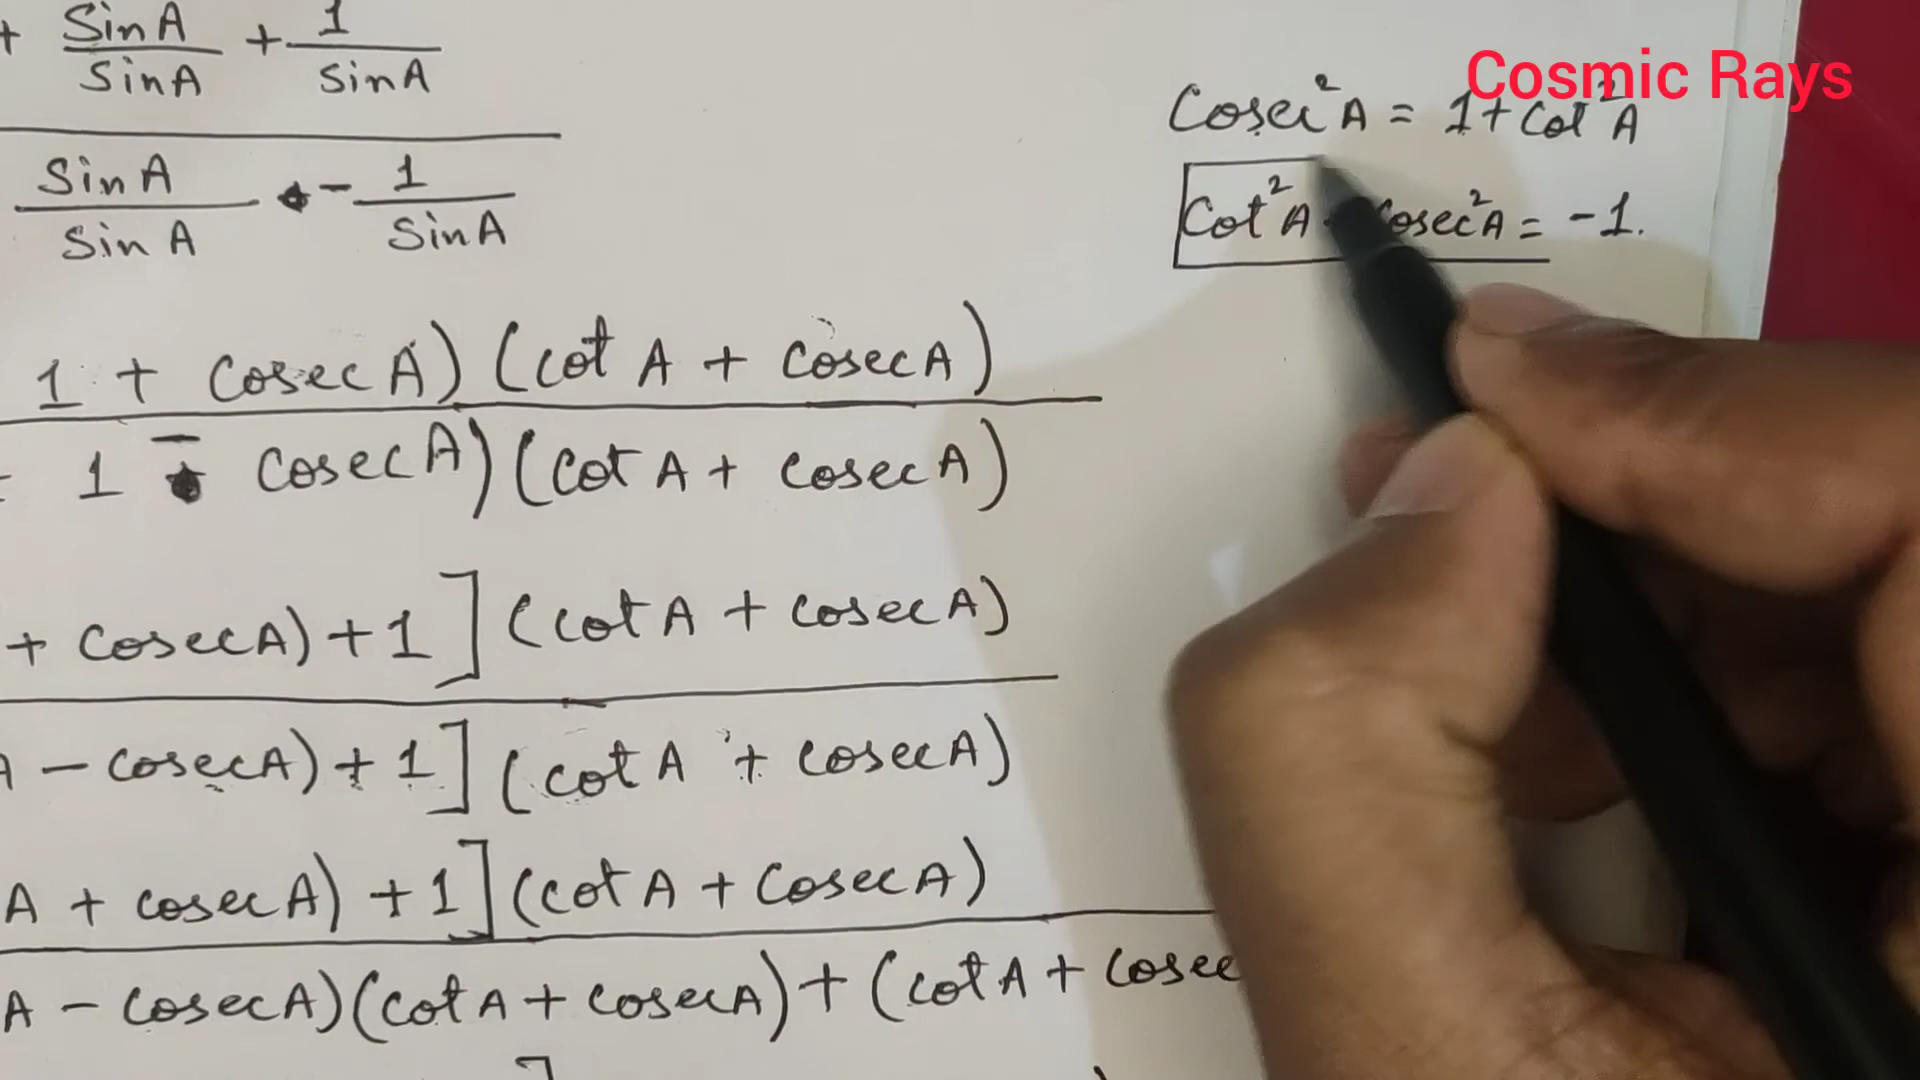 Cosmic Rays
+ SinA/SinA + 1/SinA
SinA/SinA - 1/SinA
Cosec²A = 1 + Cot²A
Cot²A cosec²A = -1.
1 + CosecA) (cot A + CosecA)
1 - CosecA) (Cot A + CosecA)
+ CosecA) + 1] (cot A + CosecA)
- CosecA) + 1] (cot A + CosecA)
A + cosecA) + 1] (cot A + CosecA)
A - CosecA) (cot A + CosecA) + (cot A + Cosec